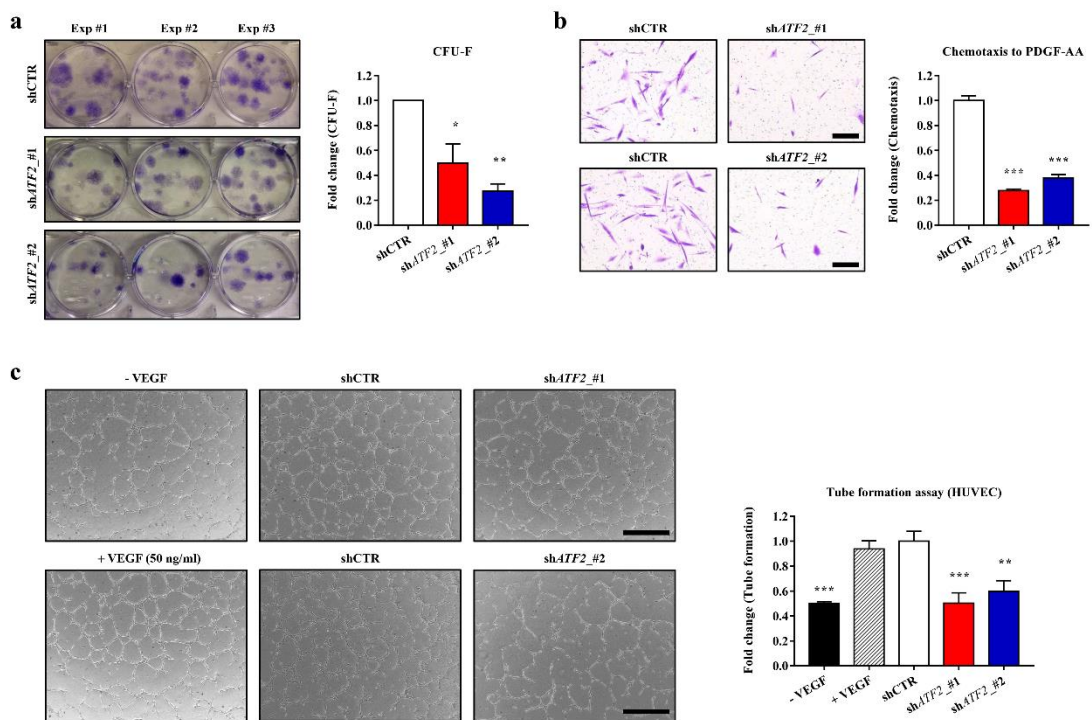 a
Exp #1 Exp #2 Exp #3
shCTR
shATF2_#1
shATF2_#2
CFU-F
Fold change (CFU-F)
1.2
1.0
0.8
0.6
0.4
0.2
0.0
*
**
shCTR
shATF2_#1
shATF2_#2
b
shCTR shATF2_#1
shCTR shATF2_#2
Chemotaxis to PDGF-AA
Fold change (Chemotaxis)
1.2
1.0
0.8
0.6
0.4
0.2
0.0
***
***
shCTR
shATF2_#1
shATF2_#2
c
- VEGF shCTR shATF2_#1
+ VEGF (50 ng/ml) shCTR shATF2_#2
Tube formation assay (HUVEC)
Fold change (Tube formation)
1.2
1.0
0.8
0.6
0.4
0.2
0.0
***
***
**
- VEGF
+ VEGF
shCTR
shATF2_#1
shATF2_#2